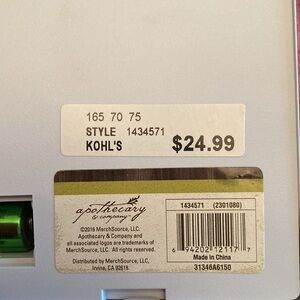 165 70 75
STYLE 1434571
KOHL'S $24.99
apothecary
& company
©2016 MerchSource, LLC.
Apothecary & Company and
all associated logos are trademarks of
MerchSource, LLC. All rights reserved.
Distributed by MerchSource, LLC,
Irvine, CA 92618.
1434571 (2301080)
6 94202 12117 7
Made in China
31346A6150